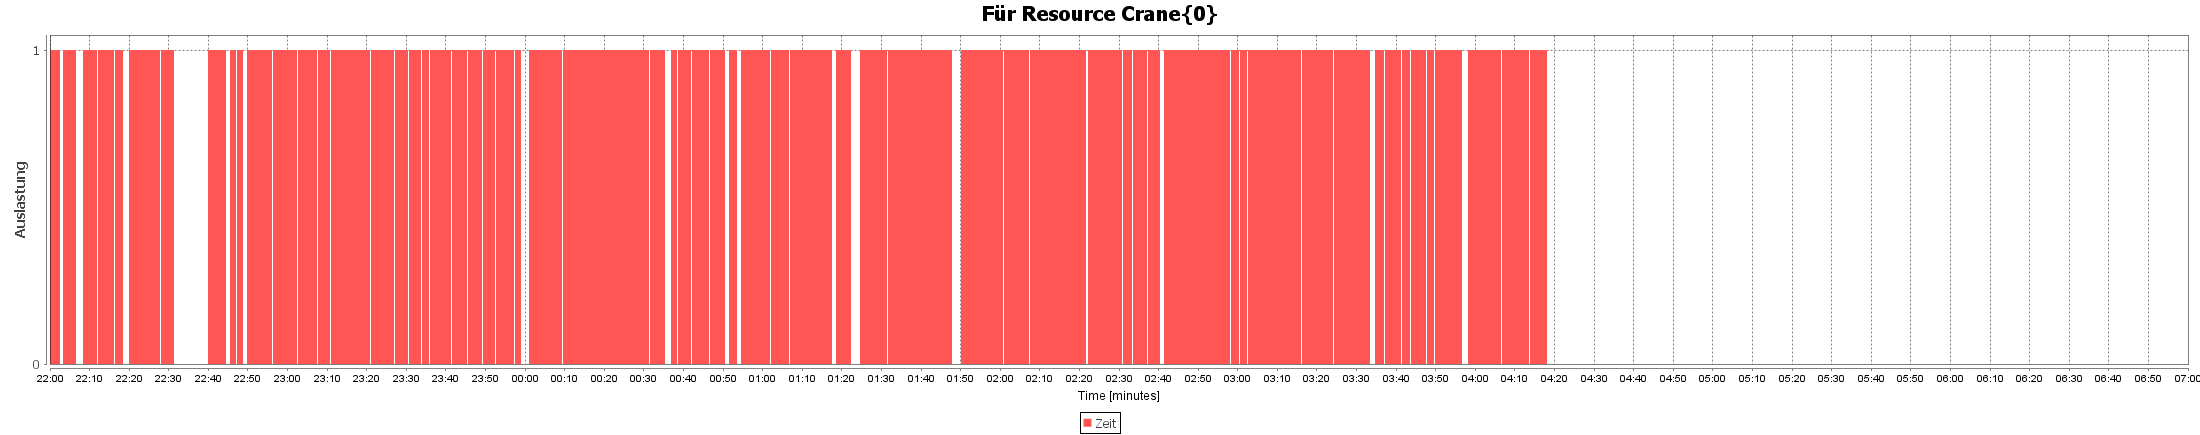 Für Resource Crane{0}
1
Auslastung
0
22:00 22:10 22:20 22:30 22:40 22:50 23:00 23:10 23:20 23:30 23:40 23:50 00:00 00:10 00:20 00:30 00:40 00:50 01:00 01:10 01:20 01:30 01:40 01:50 02:00 02:10 02:20 02:30 02:40 02:50 03:00 03:10 03:20 03:30 03:40 03:50 04:00 04:10 04:20 04:30 04:40 04:50 05:00 05:10 05:20 05:30 05:40 05:50 06:00 06:10 06:20 06:30 06:40 06:50 07:00
Time [minutes]
Zeit